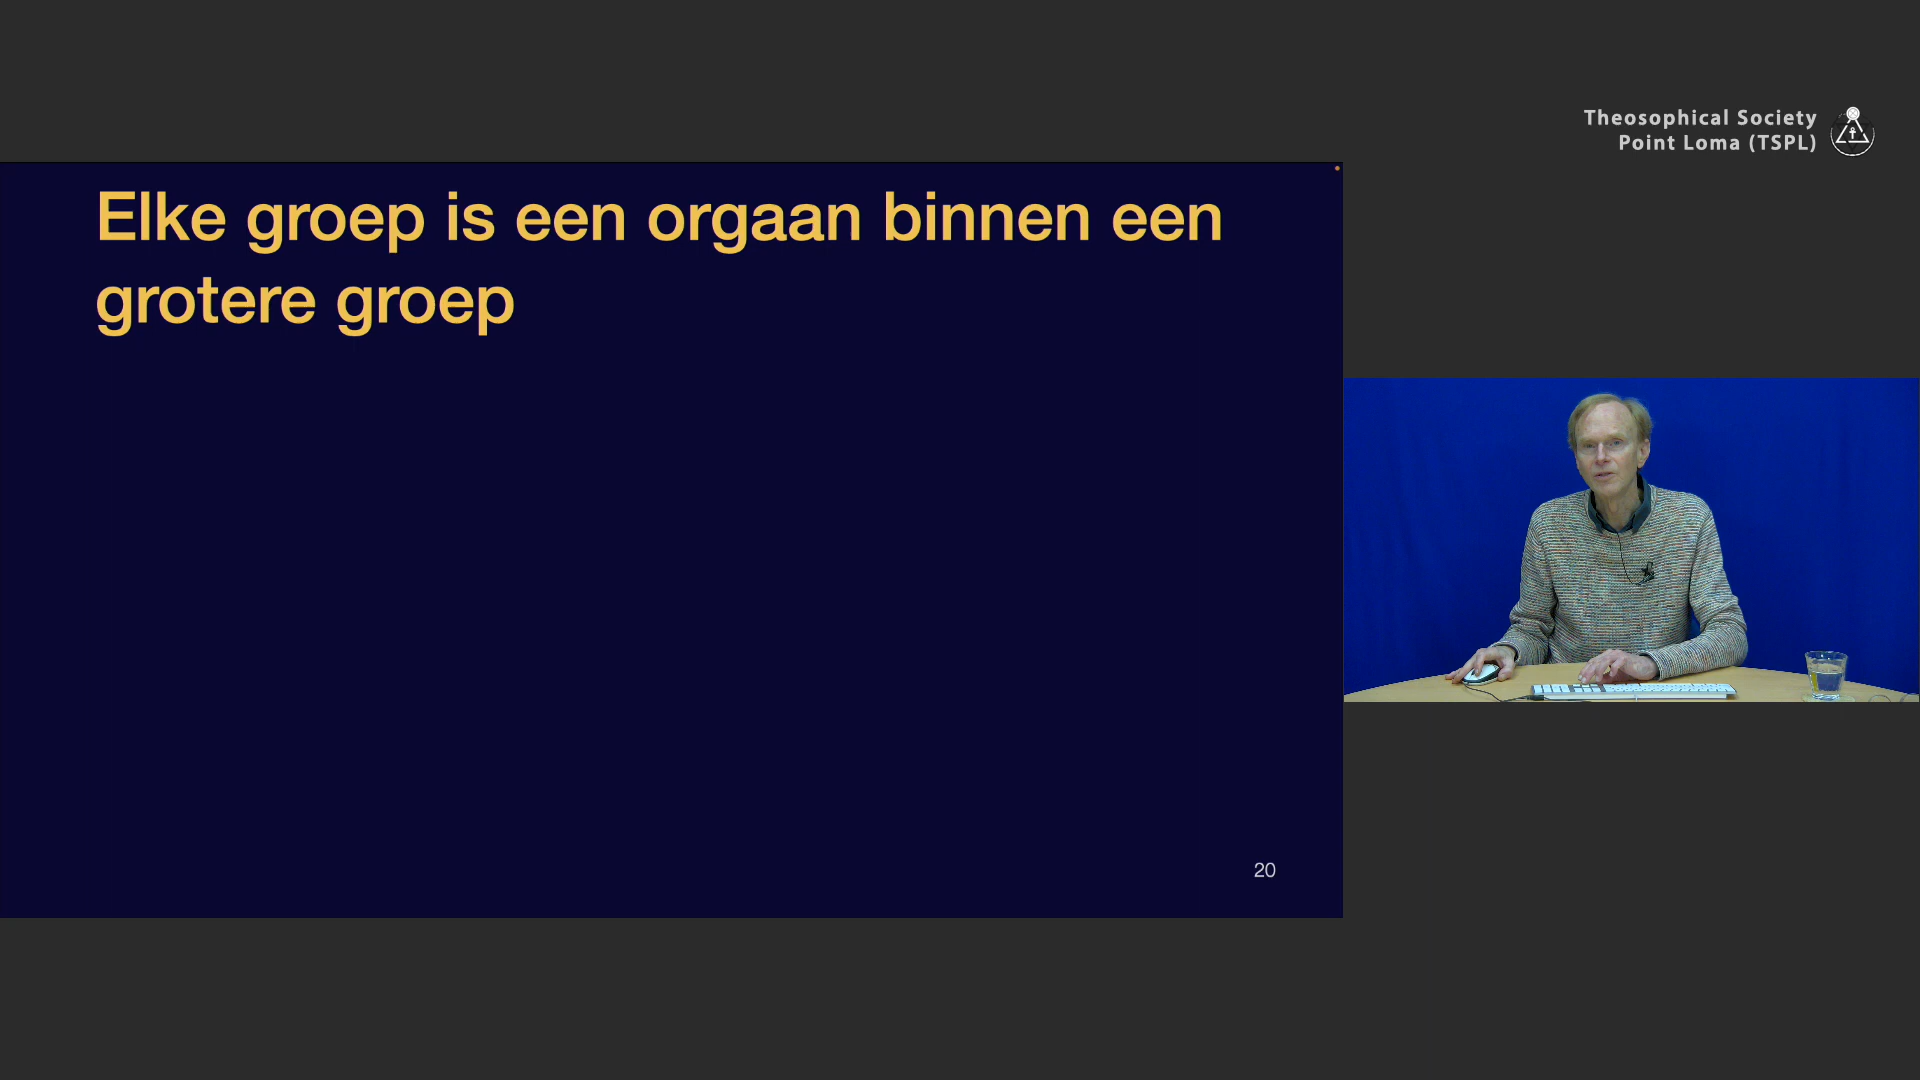 Theosophical Society
Point Loma (TSPL)
Elke groep is een orgaan binnen een
grotere groep
20